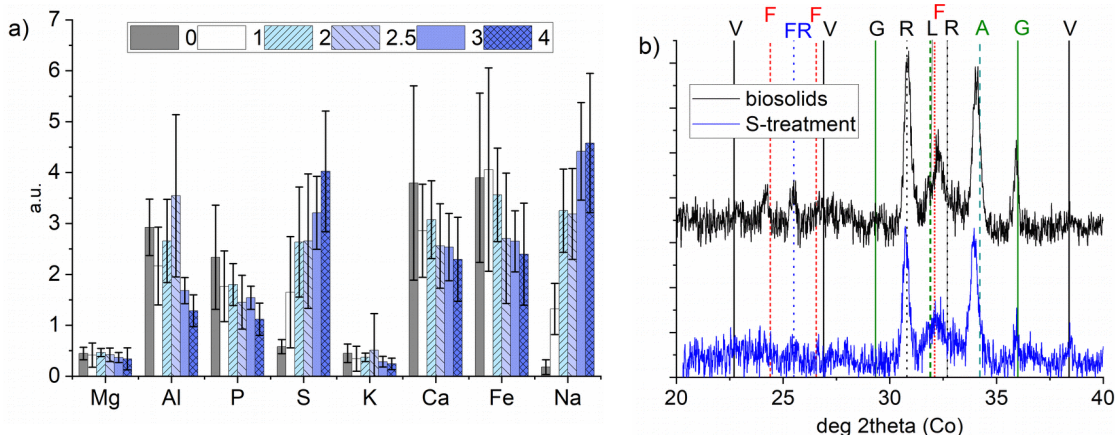 a)
7
6
5
4
3
2
1
0
a.u.
0 1 2 2.5 3 4
Mg Al P S K Ca Fe Na
b)
F F F
V FR V G R L R A G V
biosolids
S-treatment
20 25 30 35 40
deg 2theta (Co)